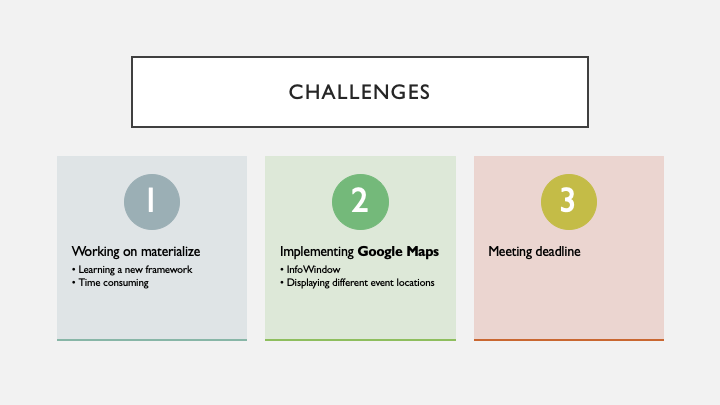 CHALLENGES
1
Working on materialize
• Learning a new framework
• Time consuming
2
Implementing Google Maps
• InfoWindow
• Displaying different event locations
3
Meeting deadline